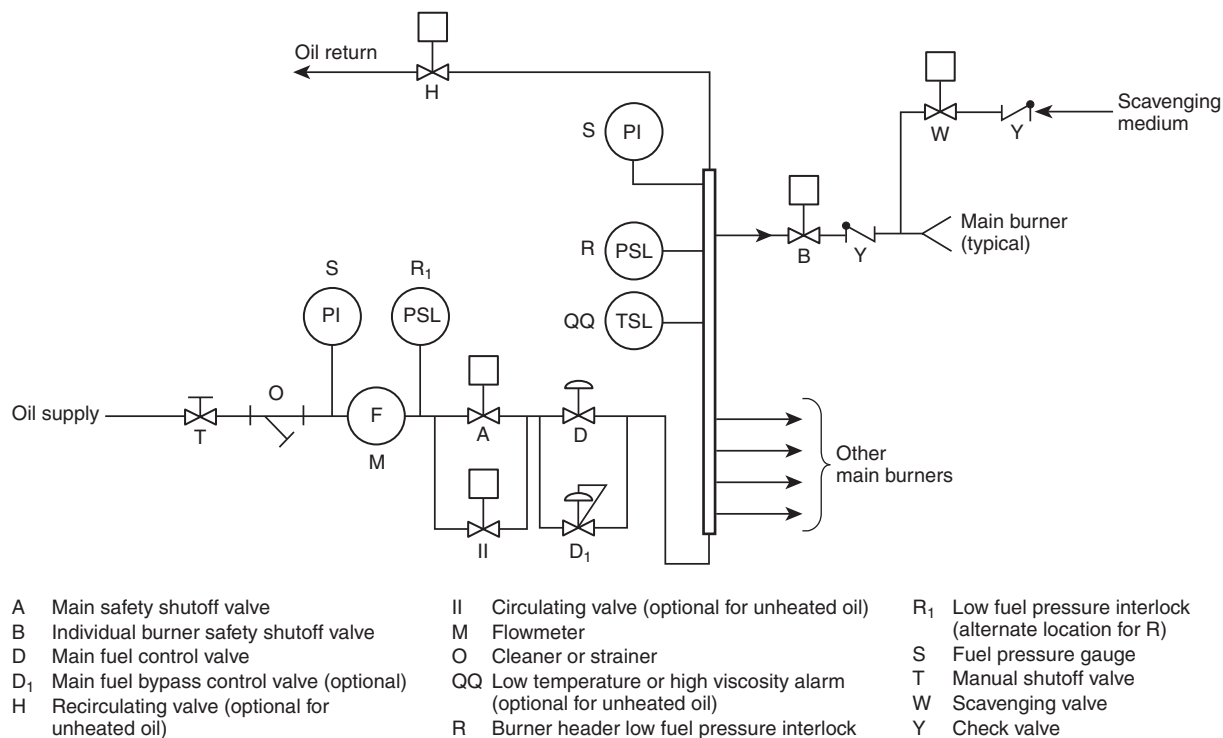 Oil return
H
S
PI
W
Y
Scavenging
medium
R
PSL
B
Y
Main burner
(typical)
S
R₁
PI
PSL
QQ
TSL
Oil supply
T
O
F
M
A
D
II
D₁
Other
main burners
A Main safety shutoff valve
B Individual burner safety shutoff valve
D Main fuel control valve
D₁ Main fuel bypass control valve (optional)
H Recirculating valve (optional for
unheated oil)
II Circulating valve (optional for unheated oil)
M Flowmeter
O Cleaner or strainer
QQ Low temperature or high viscosity alarm
(optional for unheated oil)
R Burner header low fuel pressure interlock
R₁ Low fuel pressure interlock
(alternate location for R)
S Fuel pressure gauge
T Manual shutoff valve
W Scavenging valve
Y Check valve